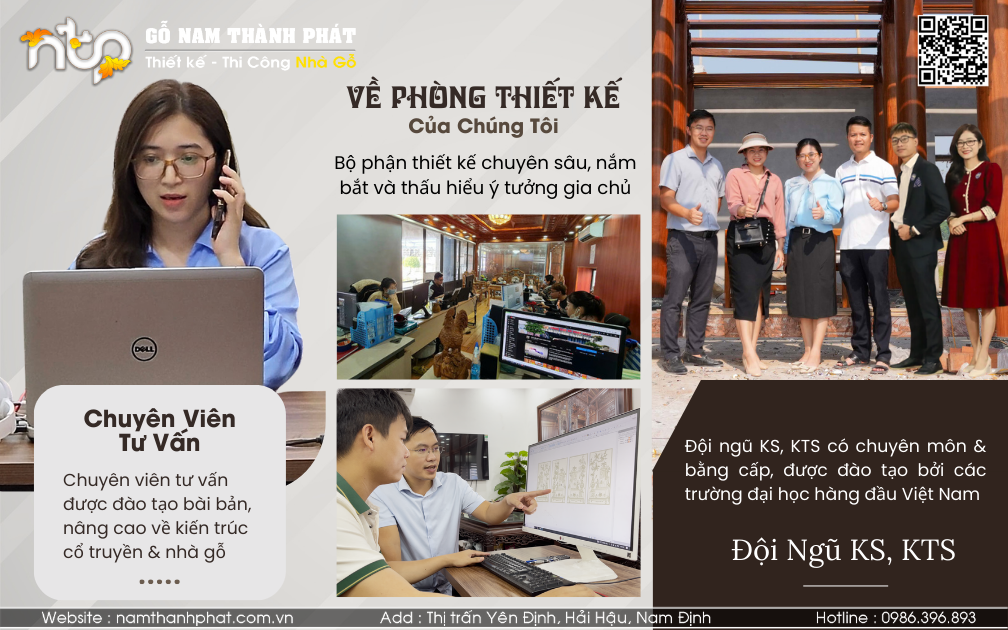 ntp
GỖ NAM THÀNH PHÁT
Thiết kế - Thi Công Nhà Gỗ
VỀ PHÒNG THIẾT KẾ
Của Chúng Tôi
Bộ phận thiết kế chuyên sâu, nắm
bắt và thấu hiểu ý tưởng gia chủ
DELL
Chuyên Viên
Tư Vấn
Chuyên viên tư vấn
được đào tạo bài bản,
nâng cao về kiến trúc
cổ truyền & nhà gỗ
Đội ngũ KS, KTS có chuyên môn &
bằng cấp, được đào tạo bởi các
trường đại học hàng đầu Việt Nam
Đội Ngũ KS, KTS
Website : namthanhphat.com.vn
Add : Thị trấn Yên Định, Hải Hậu, Nam Định
Hotline : 0986.396.893